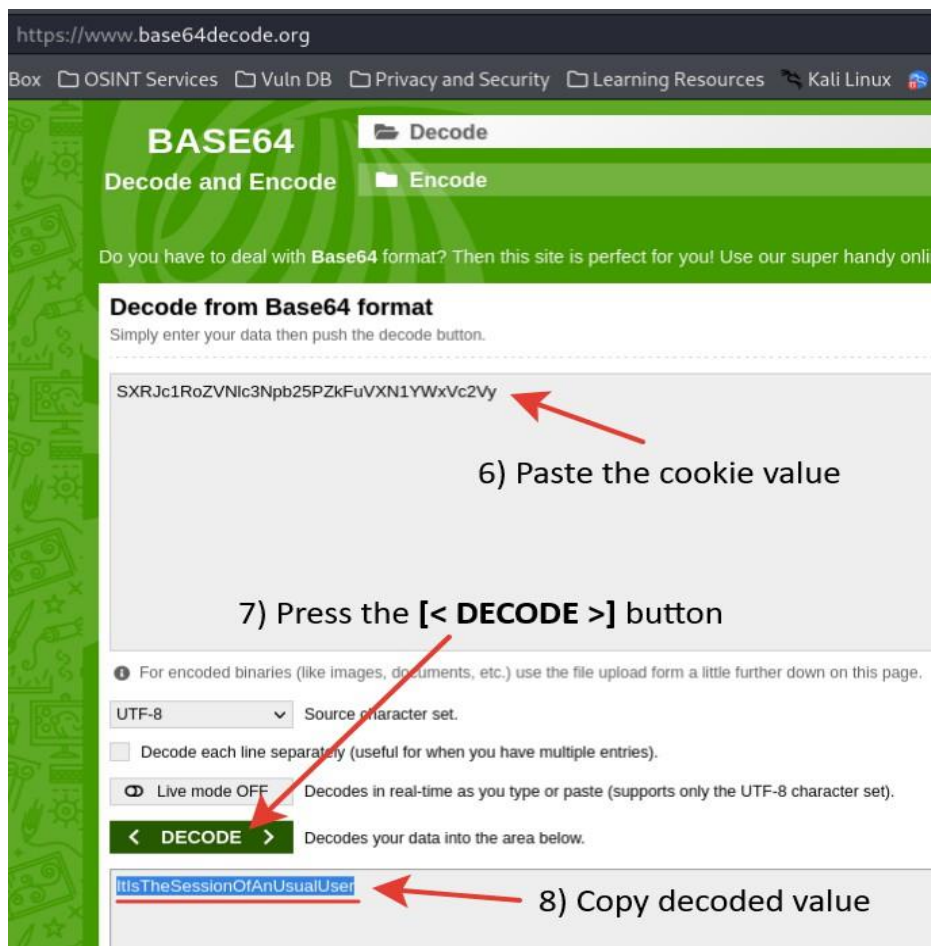 https://www.base64decode.org
Box OSINT Services Vuln DB Privacy and Security Learning Resources Kali Linux
BASE64
Decode and Encode
Decode
Encode
Do you have to deal with Base64 format? Then this site is perfect for you! Use our super handy onli
Decode from Base64 format
Simply enter your data then push the decode button.
SXRJc1RoZVNlc3Npb25PZkFuVXN1YWxVc2Vy
6) Paste the cookie value
7) Press the [< DECODE >] button
For encoded binaries (like images, documents, etc.) use the file upload form a little further down on this page.
UTF-8 Source character set.
Decode each line separately (useful for when you have multiple entries).
Live mode OFF Decodes in real-time as you type or paste (supports only the UTF-8 character set).
< DECODE > Decodes your data into the area below.
ItIsTheSessionOfAnUsualUser
8) Copy decoded value